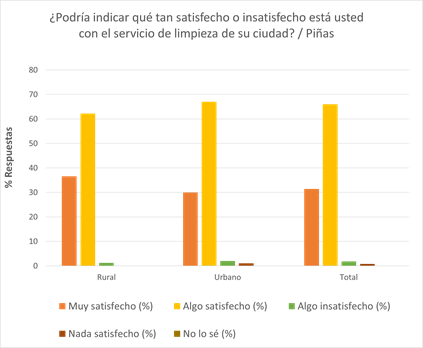 ¿Podría indicar qué tan satisfecho o insatisfecho está usted
con el servicio de limpieza de su ciudad? / Piñas
% Respuestas
80
70
60
50
40
30
20
10
0
Rural Urbano Total
Muy satisfecho (%) Algo satisfecho (%) Algo insatisfecho (%)
Nada satisfecho (%) No lo sé (%)